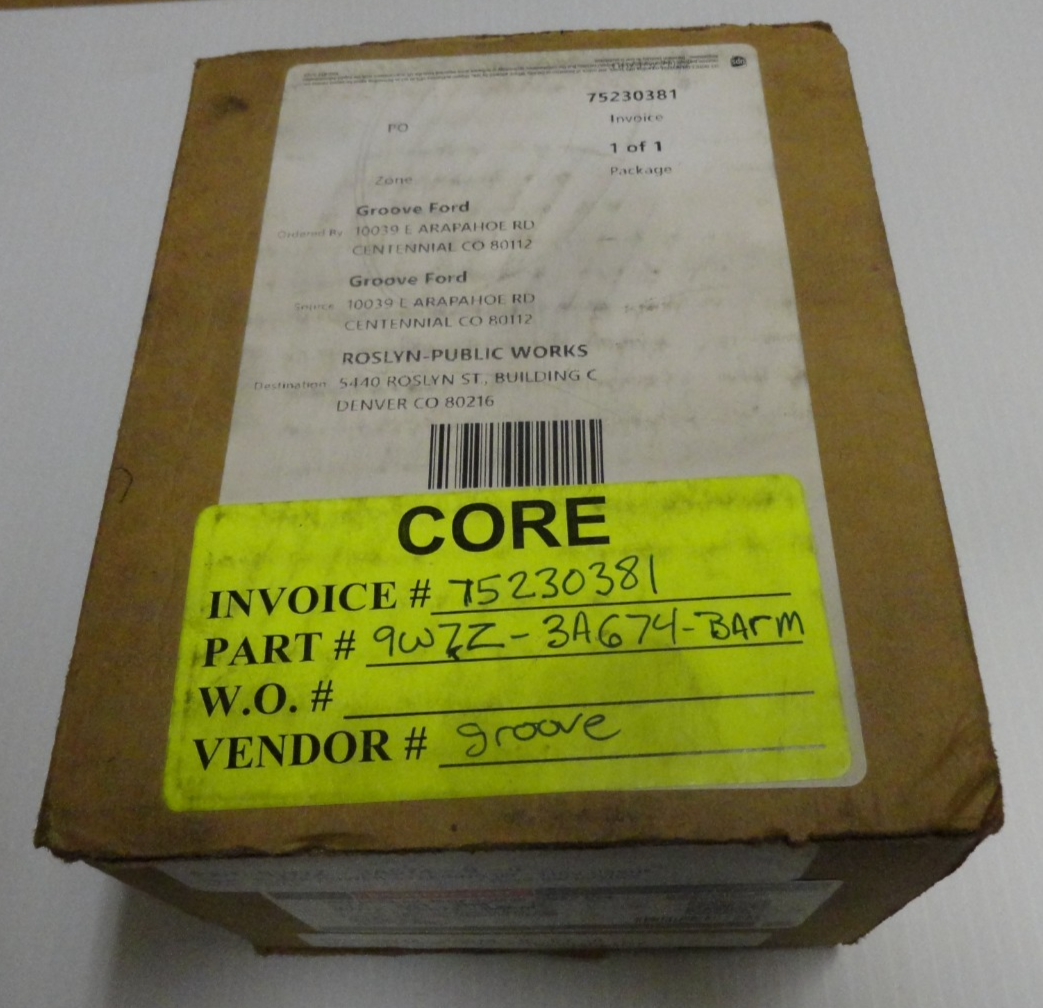 75230381
PO Invoice
1 of 1
Zone Package
Groove Ford
Ordered By 10039 E ARAPAHOE RD
CENTENNIAL CO 80112
Groove Ford
Source 10039 E ARAPAHOE RD
CENTENNIAL CO 80112
ROSLYN-PUBLIC WORKS
Destination 5440 ROSLYN ST., BUILDING C
DENVER CO 80216
CORE
INVOICE # 75230381
PART # 9W7Z-3A674-BArm
W.O. #
VENDOR # groove